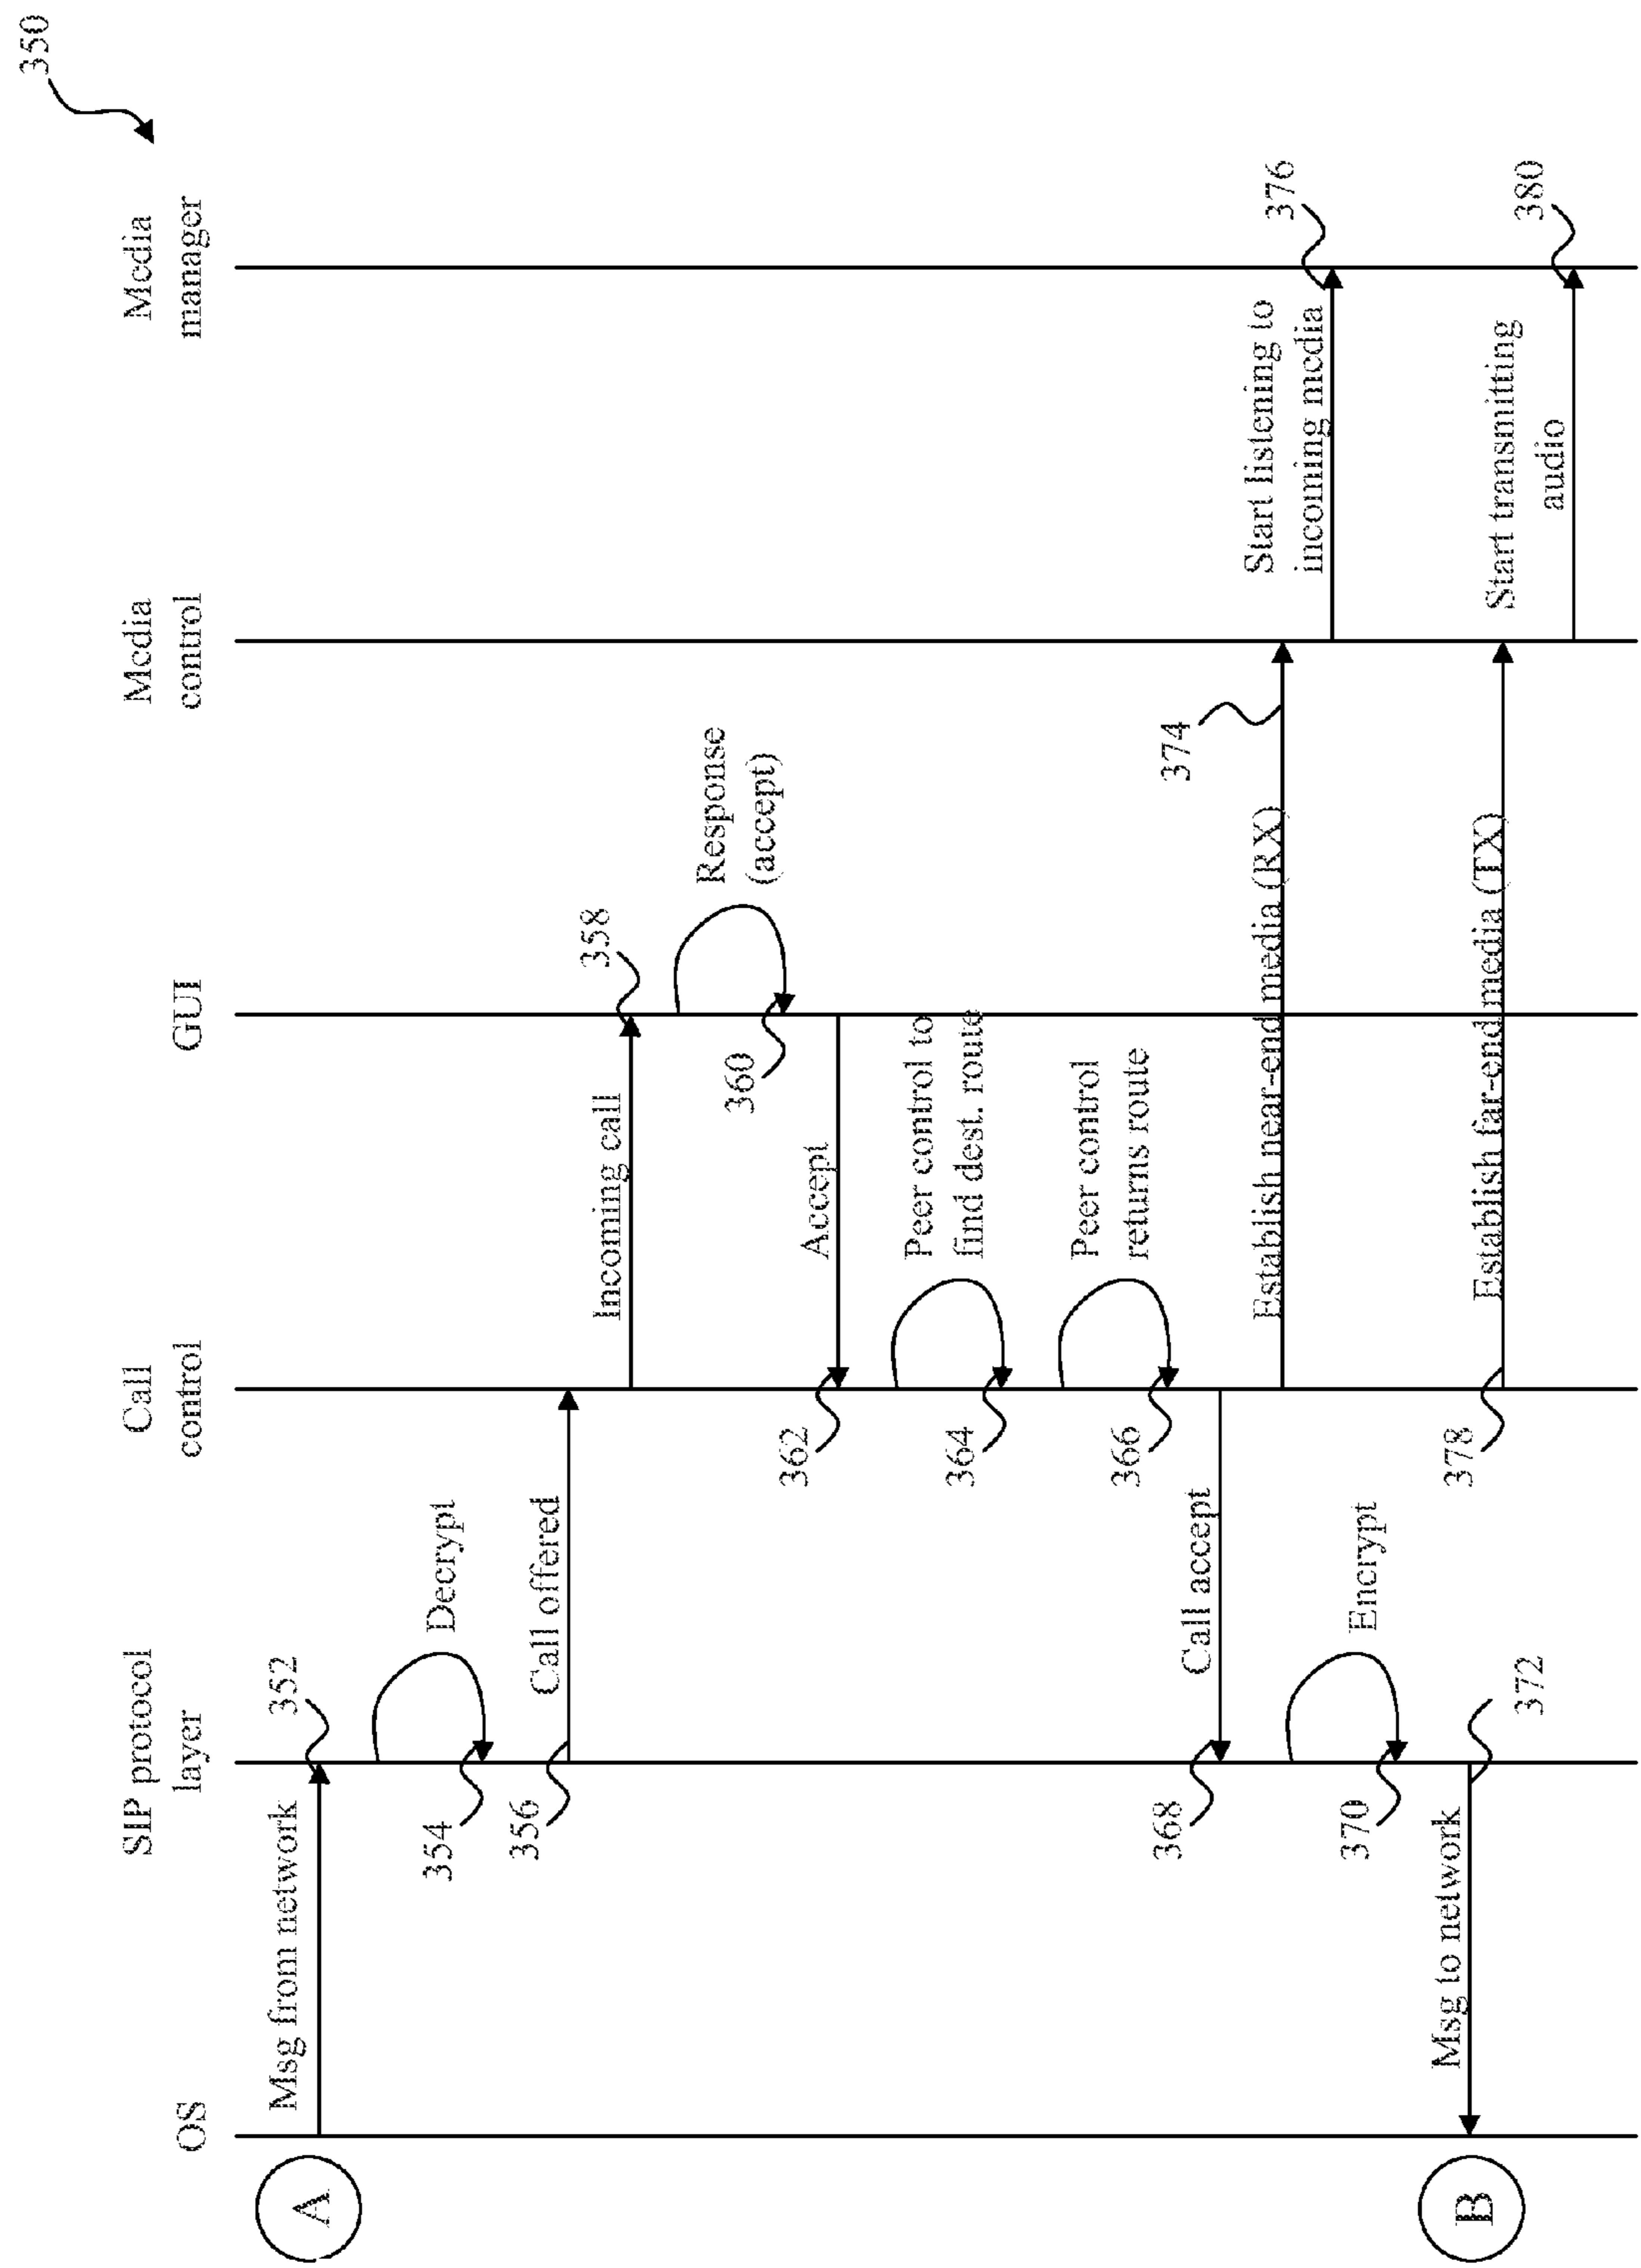 350
OS
SIP protocol
layer
Call
control
GUI
Media
control
Media
manager
A
Msg from network
352
Decrypt
354
Call offered
356
Incoming call
358
Response
(accept)
360
Accept
362
Peer control to
find dest. route
364
Peer control
returns route
366
Call accept
368
Establish near-end media (RX)
374
Start listening to
incoming media
376
Encrypt
370
B
Msg to network
372
Establish far-end media (TX)
378
Start transmitting
audio
380